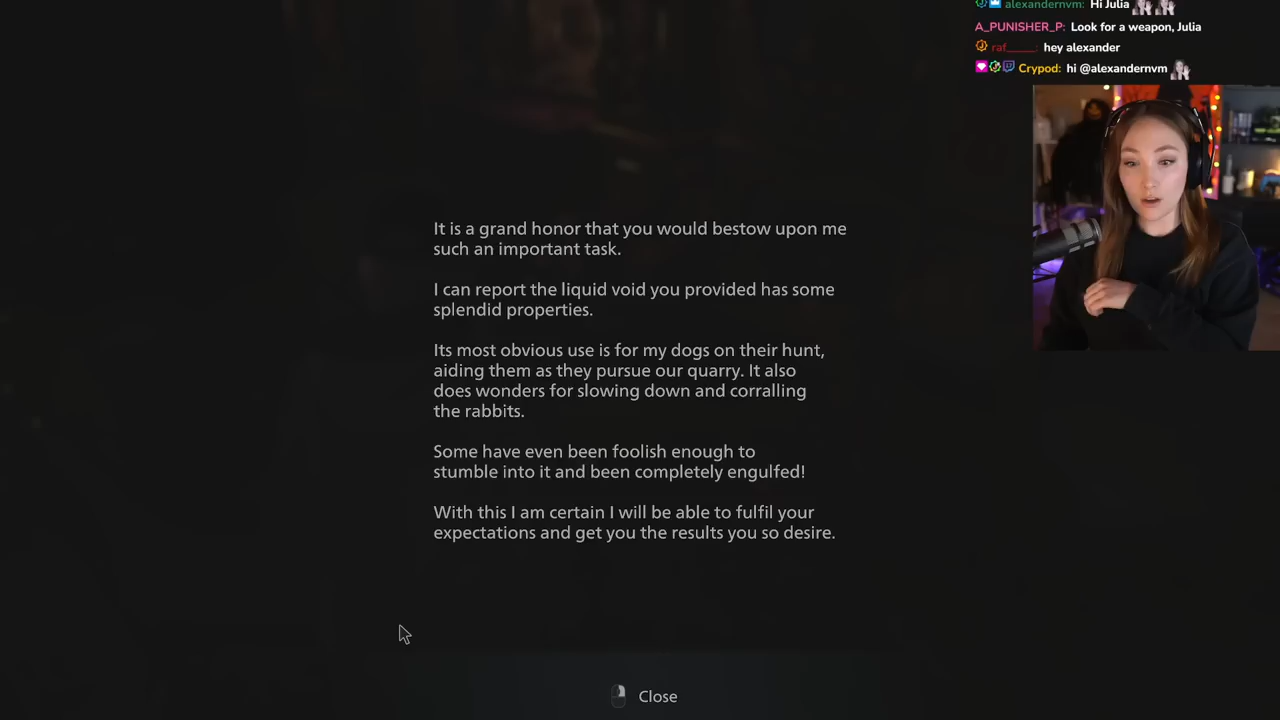 alexandernvm: Hi Julia
A_PUNISHER_P: Look for a weapon, Julia
raf_____: hey alexander
Crypod: hi @alexandernvm
It is a grand honor that you would bestow upon me
such an important task.
I can report the liquid void you provided has some
splendid properties.
Its most obvious use is for my dogs on their hunt,
aiding them as they pursue our quarry. It also
does wonders for slowing down and corralling
the rabbits.
Some have even been foolish enough to
stumble into it and been completely engulfed!
With this I am certain I will be able to fulfil your
expectations and get you the results you so desire.
Close